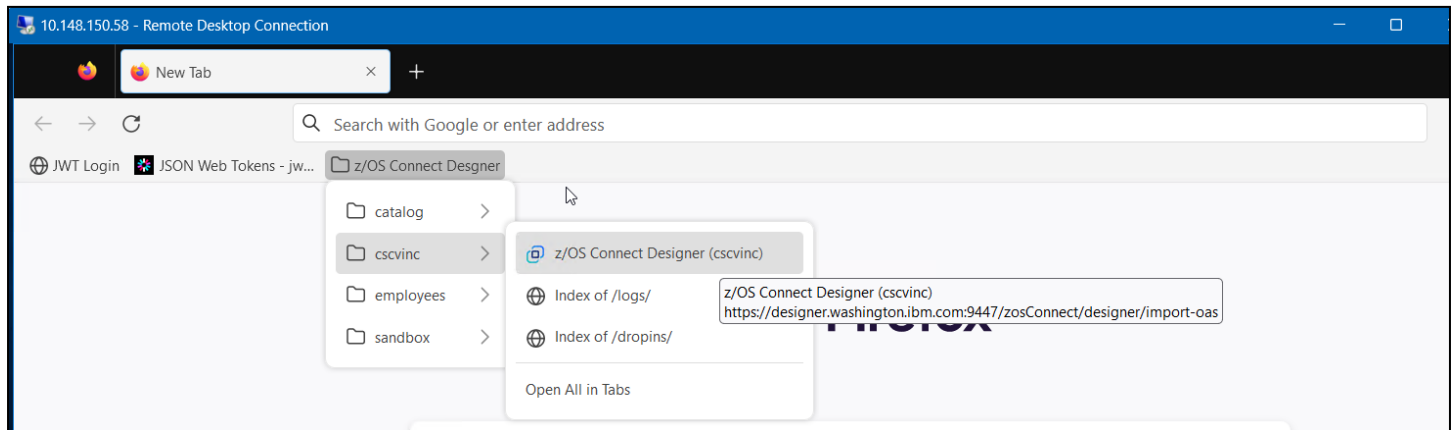 10.148.150.58 - Remote Desktop Connection
New Tab
Search with Google or enter address
JWT Login JSON Web Tokens - jw... z/OS Connect Desgner
catalog
cscvinc
employees
sandbox
z/OS Connect Designer (cscvinc)
Index of /logs/
Index of /dropins/
Open All in Tabs
z/OS Connect Designer (cscvinc)
https://designer.washington.ibm.com:9447/zosConnect/designer/import-oas
Firefox